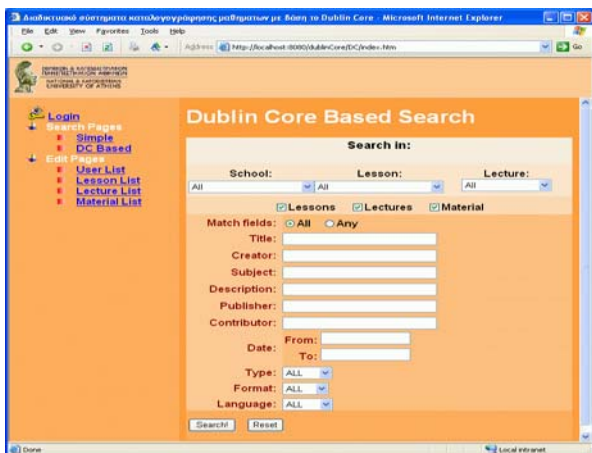 Διαδικτυακό σύστημα καταλογογράφησης μαθημάτων με βάση το Dublin Core - Microsoft Internet Explorer
File Edit View Favorites Tools Help
Address http://localhost:8080/dublinCore/DC/index.htm Go
NATIONAL & KAPODISTRIAN
UNIVERSITY OF ATHENS
Login
Search Pages
Simple
DC Based
Edit Pages
User List
Lesson List
Lecture List
Material List
Dublin Core Based Search
Search in:
School: Lesson: Lecture:
All All All
Lessons Lectures Material
Match fields: All Any
Title:
Creator:
Subject:
Description:
Publisher:
Contributor:
Date: From:
To:
Type: ALL
Format: ALL
Language: ALL
Search! Reset
Done Local intranet